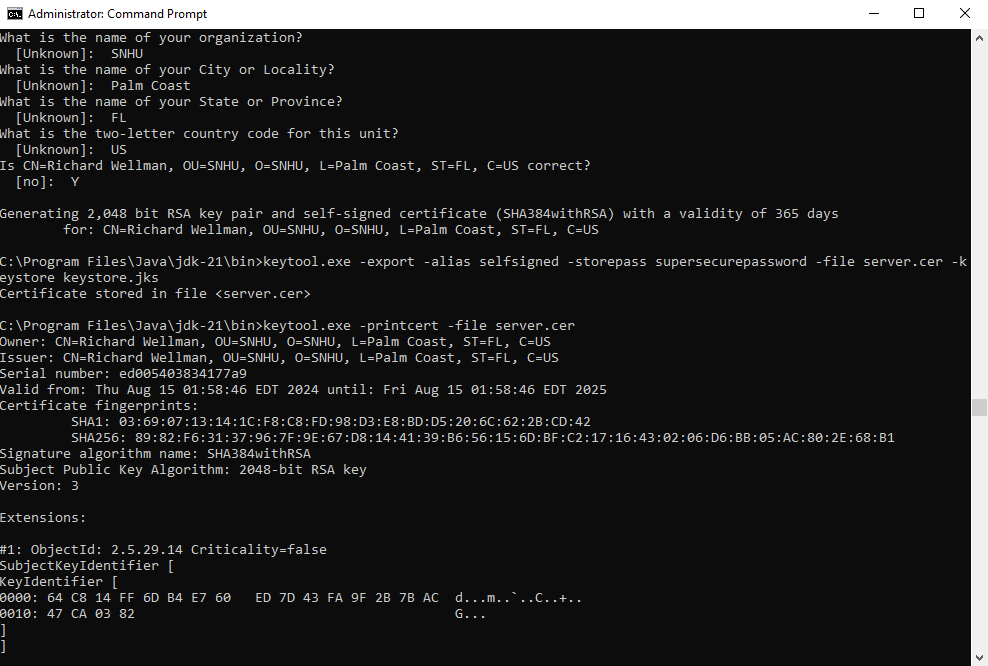 Administrator: Command Prompt
What is the name of your organization?
  [Unknown]:  SNHU
What is the name of your City or Locality?
  [Unknown]:  Palm Coast
What is the name of your State or Province?
  [Unknown]:  FL
What is the two-letter country code for this unit?
  [Unknown]:  US
Is CN=Richard Wellman, OU=SNHU, O=SNHU, L=Palm Coast, ST=FL, C=US correct?
  [no]:  Y
Generating 2,048 bit RSA key pair and self-signed certificate (SHA384withRSA) with a validity of 365 days
        for: CN=Richard Wellman, OU=SNHU, O=SNHU, L=Palm Coast, ST=FL, C=US
C:\Program Files\Java\jdk-21\bin>keytool.exe -export -alias selfsigned -storepass supersecurepassword -file server.cer -k
eystore keystore.jks
Certificate stored in file <server.cer>
C:\Program Files\Java\jdk-21\bin>keytool.exe -printcert -file server.cer
Owner: CN=Richard Wellman, OU=SNHU, O=SNHU, L=Palm Coast, ST=FL, C=US
Issuer: CN=Richard Wellman, OU=SNHU, O=SNHU, L=Palm Coast, ST=FL, C=US
Serial number: ed005403834177a9
Valid from: Thu Aug 15 01:58:46 EDT 2024 until: Fri Aug 15 01:58:46 EDT 2025
Certificate fingerprints:
         SHA1: 03:69:07:13:14:1C:F8:C8:FD:98:D3:E8:BD:D5:20:6C:62:2B:CD:42
         SHA256: 89:82:F6:31:37:96:7F:9E:67:D8:14:41:39:B6:56:15:6D:BF:C2:17:16:43:02:06:D6:BB:05:AC:80:2E:68:B1
Signature algorithm name: SHA384withRSA
Subject Public Key Algorithm: 2048-bit RSA key
Version: 3
Extensions:
#1: ObjectId: 2.5.29.14 Criticality=false
SubjectKeyIdentifier [
KeyIdentifier [
0000: 64 C8 14 FF 6D B4 E7 60   ED 7D 43 FA 9F 2B 7B AC  d...m..`..C..+..
0010: 47 CA 03 82                                        G...
]
]